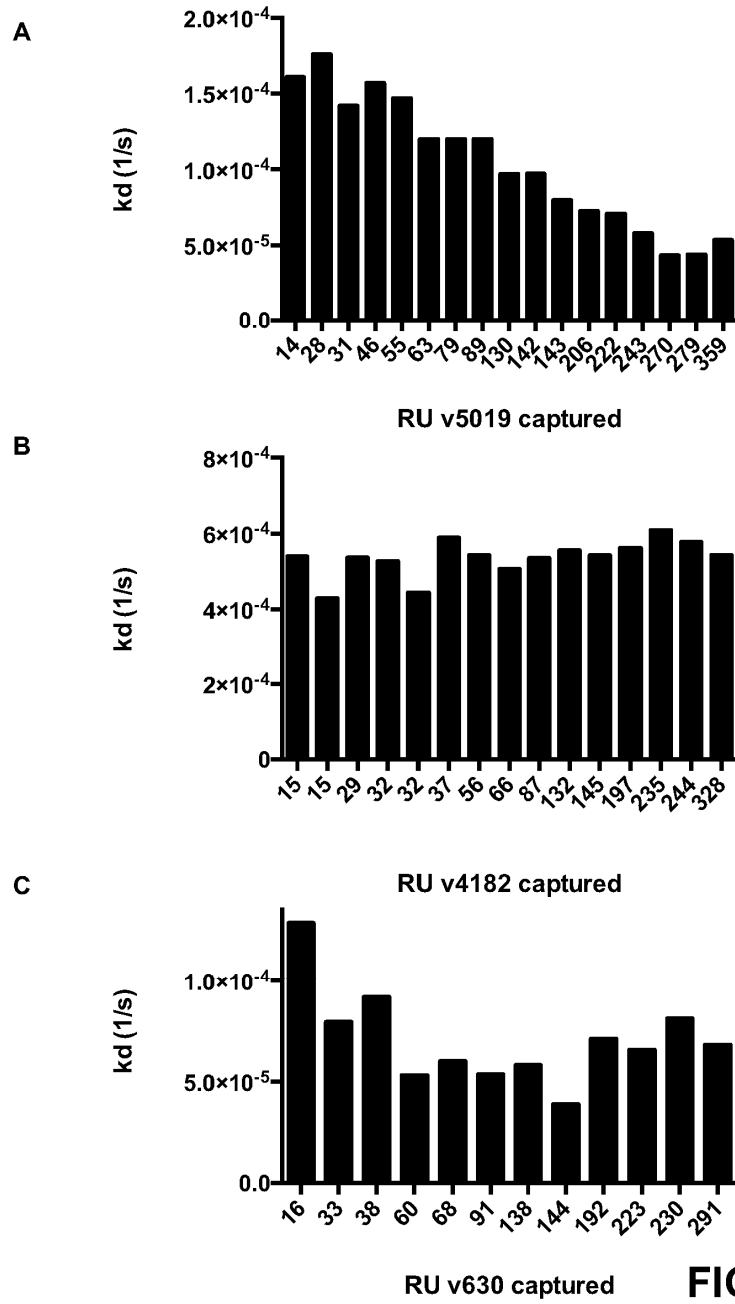 A
kd (1/s)
2.0×10-4
1.5×10-4
1.0×10-4
5.0×10-5
0.0
14 28 31 46 55 63 79 89 130 142 143 206 222 243 270 279 359
RU v5019 captured
B
kd (1/s)
8×10-4
6×10-4
4×10-4
2×10-4
0
15 15 29 32 32 37 56 66 87 132 145 197 235 244 328
RU v4182 captured
C
kd (1/s)
1.0×10-4
5.0×10-5
0.0
16 33 38 60 68 91 138 144 192 223 230 291
RU v630 captured
FIG